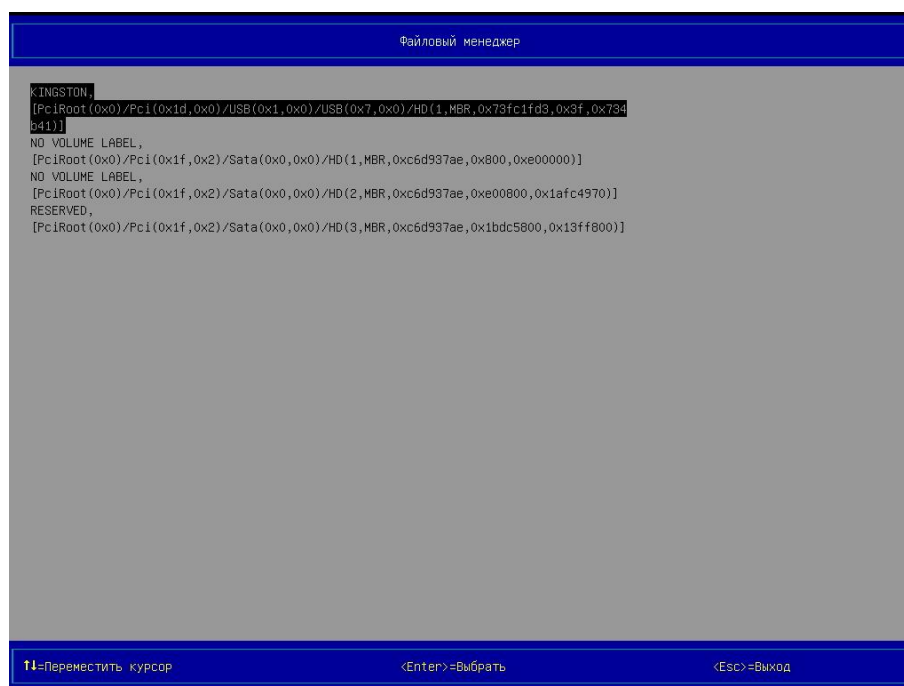 Файловый менеджер
KINGSTON,
[PciRoot(0x0)/Pci(0x1d,0x0)/USB(0x1,0x0)/USB(0x7,0x0)/HD(1,MBR,0x73fc1fd3,0x3f,0x734
b41)]
NO VOLUME LABEL,
[PciRoot(0x0)/Pci(0x1f,0x2)/Sata(0x0,0x0)/HD(1,MBR,0xc6d937ae,0x800,0xe00000)]
NO VOLUME LABEL,
[PciRoot(0x0)/Pci(0x1f,0x2)/Sata(0x0,0x0)/HD(2,MBR,0xc6d937ae,0xe00800,0x1afc4970)]
RESERVED,
[PciRoot(0x0)/Pci(0x1f,0x2)/Sata(0x0,0x0)/HD(3,MBR,0xc6d937ae,0x1bdc5800,0x13ff800)]
↑↓=Переместить курсор <Enter>=Выбрать <Esc>=Выход